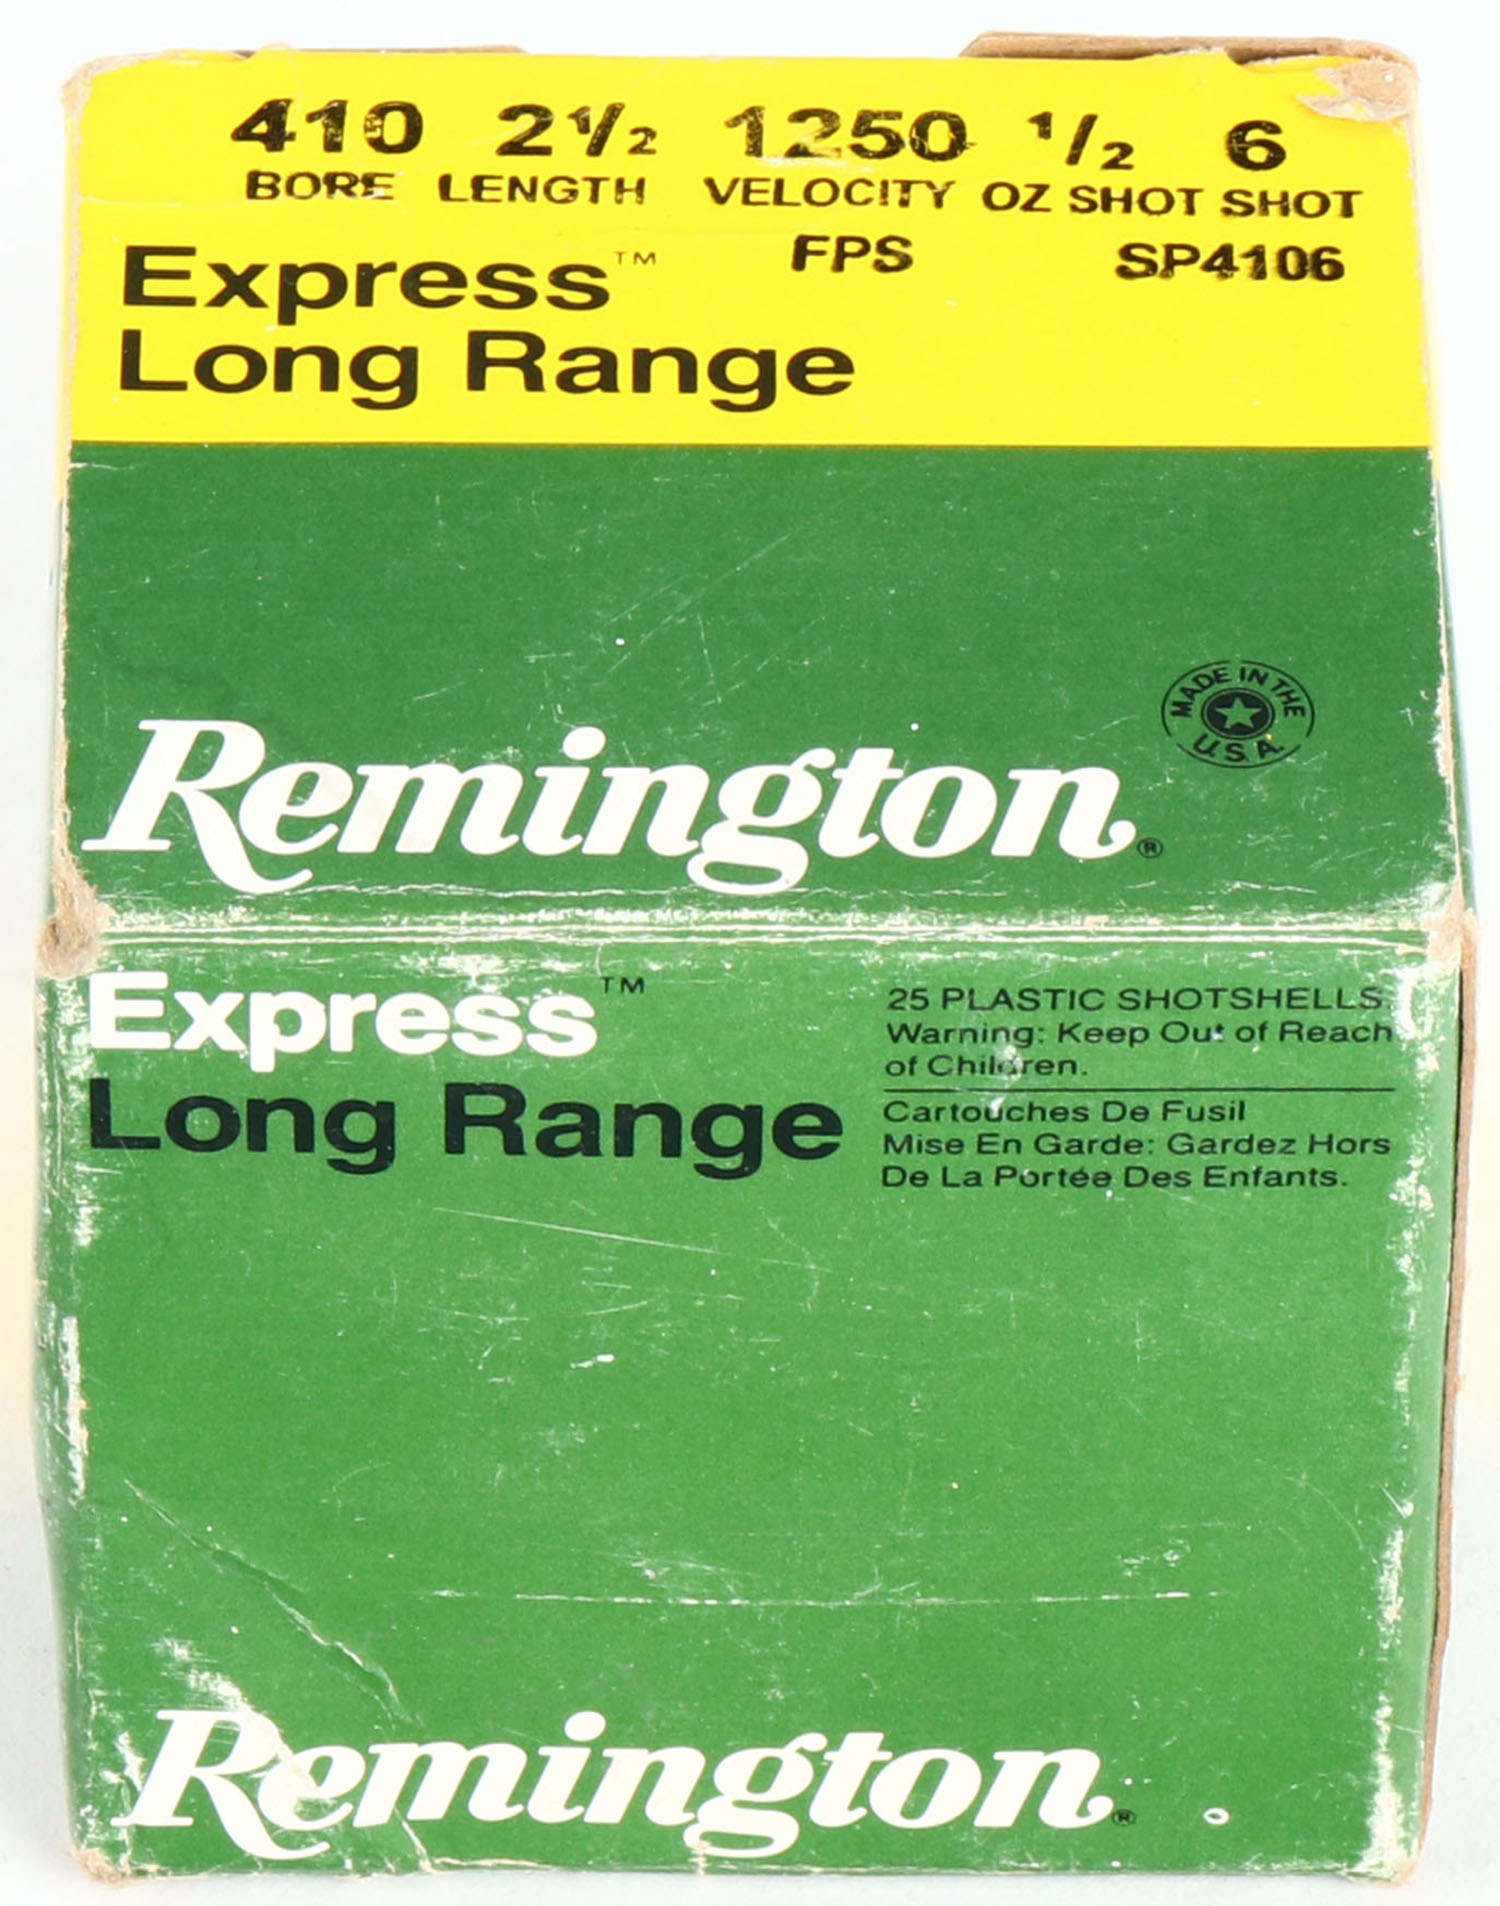 410 2½ 1250 ½ 6
BORE LENGTH VELOCITY OZ SHOT SHOT
FPS SP4106
Express™
Long Range
MADE IN THE
U.S.A.
Remington®
Express™
Long Range
25 PLASTIC SHOTSHELLS.
Warning: Keep Out of Reach
of Children.
Cartouches De Fusil
Mise En Garde: Gardez Hors
De La Portée Des Enfants.
Remington®